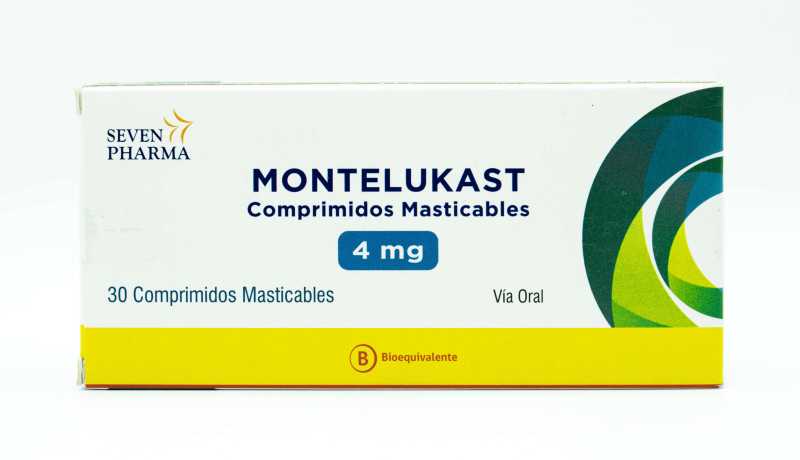 SEVEN
PHARMA
MONTELUKAST
Comprimidos Masticables
4 mg
30 Comprimidos Masticables
Vía Oral
B Bioequivalente